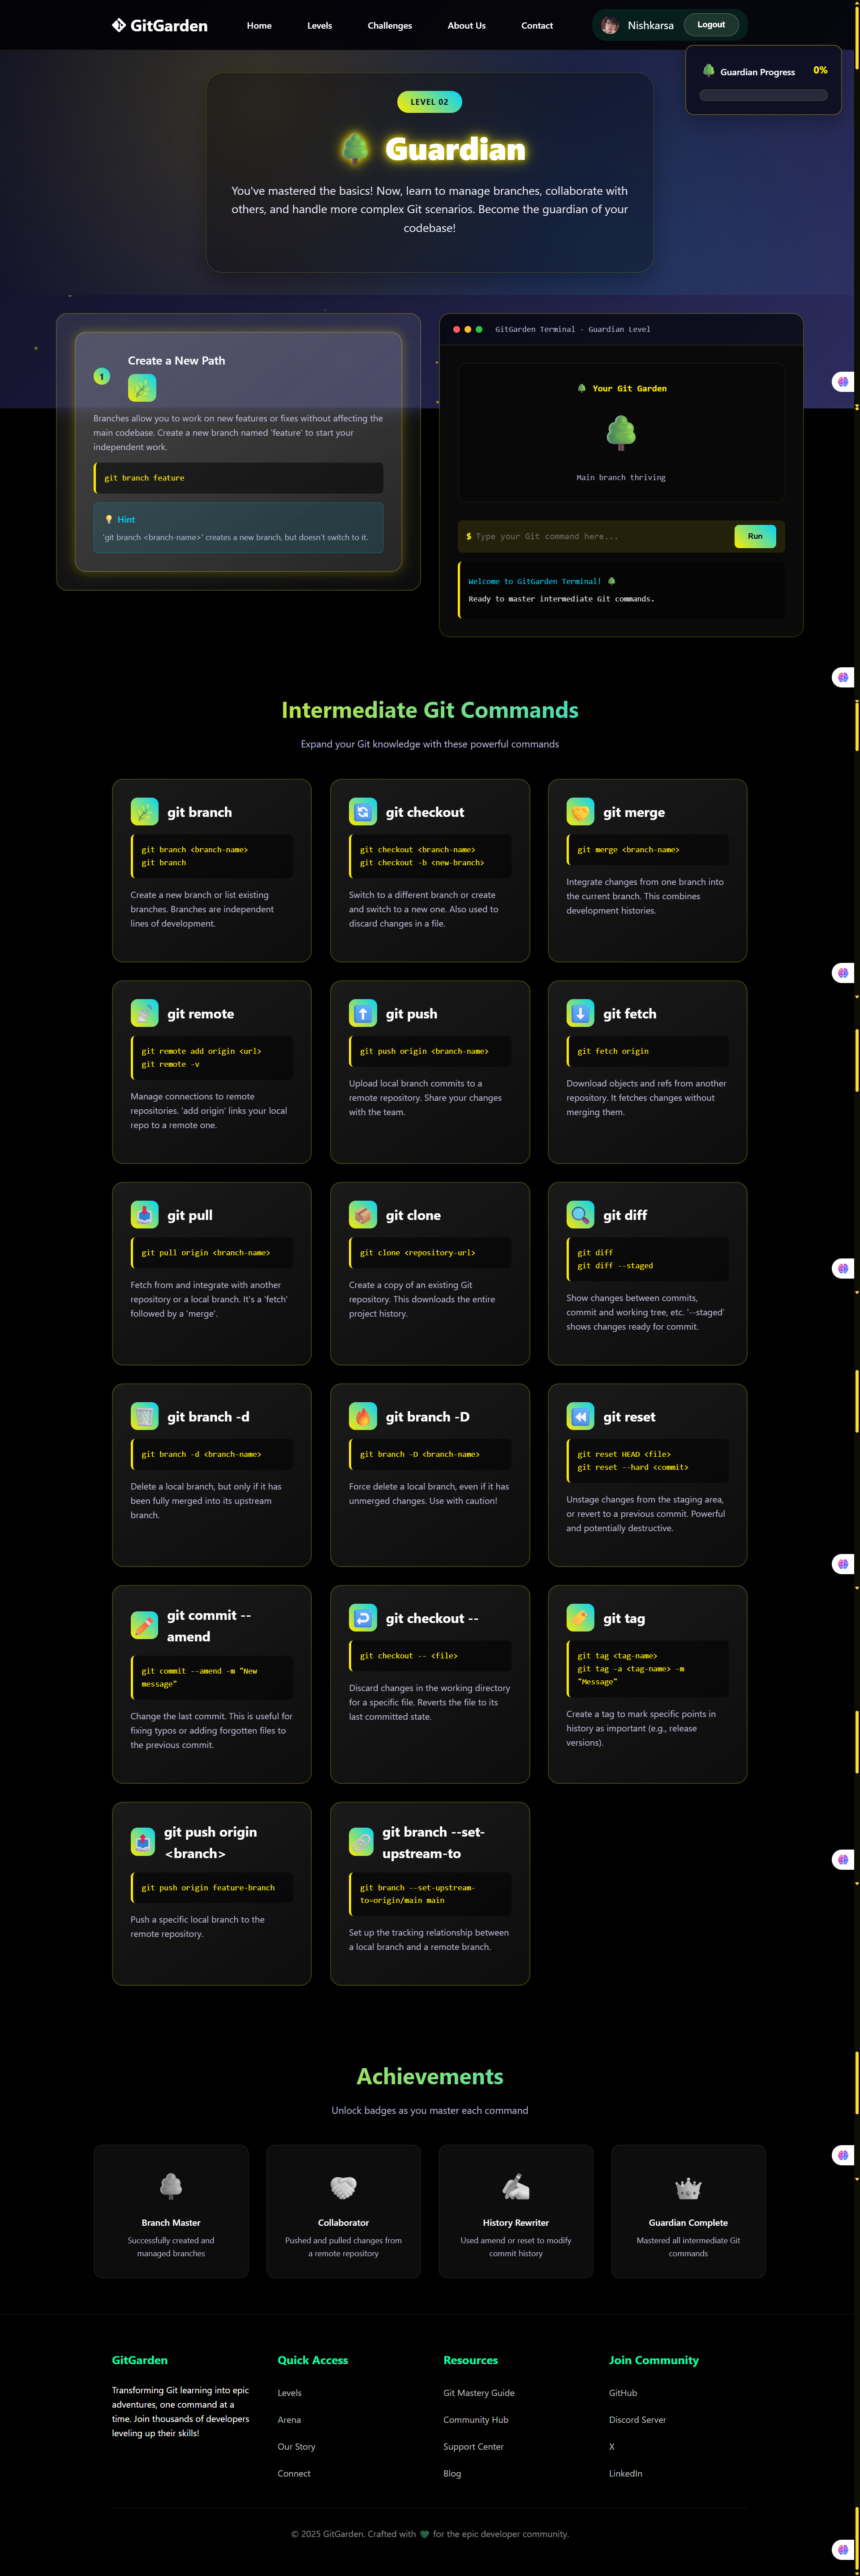 GitGarden
Home
Levels
Challenges
About Us
Contact
Nishkarsa
Logout
Guardian Progress
0%
LEVEL 02
Guardian
You've mastered the basics! Now, learn to manage branches, collaborate with
others, and handle more complex Git scenarios. Become the guardian of your
codebase!
1
Create a New Path
Branches allow you to work on new features or fixes without affecting the
main codebase. Create a new branch named 'feature' to start your
independent work.
git branch feature
Hint
'git branch <branch-name>' creates a new branch, but doesn't switch to it.
GitGarden Terminal - Guardian Level
Your Git Garden
Main branch thriving
$ Type your Git command here...
Run
Welcome to GitGarden Terminal!
Ready to master intermediate Git commands.
Intermediate Git Commands
Expand your Git knowledge with these powerful commands
git branch
git branch <branch-name>
git branch
Create a new branch or list existing
branches. Branches are independent
lines of development.
git checkout
git checkout <branch-name>
git checkout -b <new-branch>
Switch to a different branch or create
and switch to a new one. Also used to
discard changes in a file.
git merge
git merge <branch-name>
Integrate changes from one branch into
the current branch. This combines
development histories.
git remote
git remote add origin <url>
git remote -v
Manage connections to remote
repositories. 'add origin' links your local
repo to a remote one.
git push
git push origin <branch-name>
Upload local branch commits to a
remote repository. Share your changes
with the team.
git fetch
git fetch origin
Download objects and refs from another
repository. It fetches changes without
merging them.
git pull
git pull origin <branch-name>
Fetch from and integrate with another
repository or a local branch. It's a 'fetch'
followed by a 'merge'.
git clone
git clone <repository-url>
Create a copy of an existing Git
repository. This downloads the entire
project history.
git diff
git diff
git diff --staged
Show changes between commits,
commit and working tree, etc. '--staged'
shows changes ready for commit.
git branch -d
git branch -d <branch-name>
Delete a local branch, but only if it has
been fully merged into its upstream
branch.
git branch -D
git branch -D <branch-name>
Force delete a local branch, even if it has
unmerged changes. Use with caution!
git reset
git reset HEAD <file>
git reset --hard <commit>
Unstage changes from the staging area,
or revert to a previous commit. Powerful
and potentially destructive.
git commit --
amend
git commit --amend -m "New
message"
Change the last commit. This is useful for
fixing typos or adding forgotten files to
the previous commit.
git checkout --
git checkout -- <file>
Discard changes in the working directory
for a specific file. Reverts the file to its
last committed state.
git tag
git tag <tag-name>
git tag -a <tag-name> -m
"Message"
Create a tag to mark specific points in
history as important (e.g., release
versions).
git push origin
<branch>
git push origin feature-branch
Push a specific local branch to the
remote repository.
git branch --set-
upstream-to
git branch --set-upstream-
to=origin/main main
Set up the tracking relationship between
a local branch and a remote branch.
Achievements
Unlock badges as you master each command
Branch Master
Successfully created and
managed branches
Collaborator
Pushed and pulled changes from
a remote repository
History Rewriter
Used amend or reset to modify
commit history
Guardian Complete
Mastered all intermediate Git
commands
GitGarden
Transforming Git learning into epic
adventures, one command at a
time. Join thousands of developers
leveling up their skills!
Quick Access
Levels
Arena
Our Story
Connect
Resources
Git Mastery Guide
Community Hub
Support Center
Blog
Join Community
GitHub
Discord Server
X
LinkedIn
© 2025 GitGarden. Crafted with 💚 for the epic developer community.